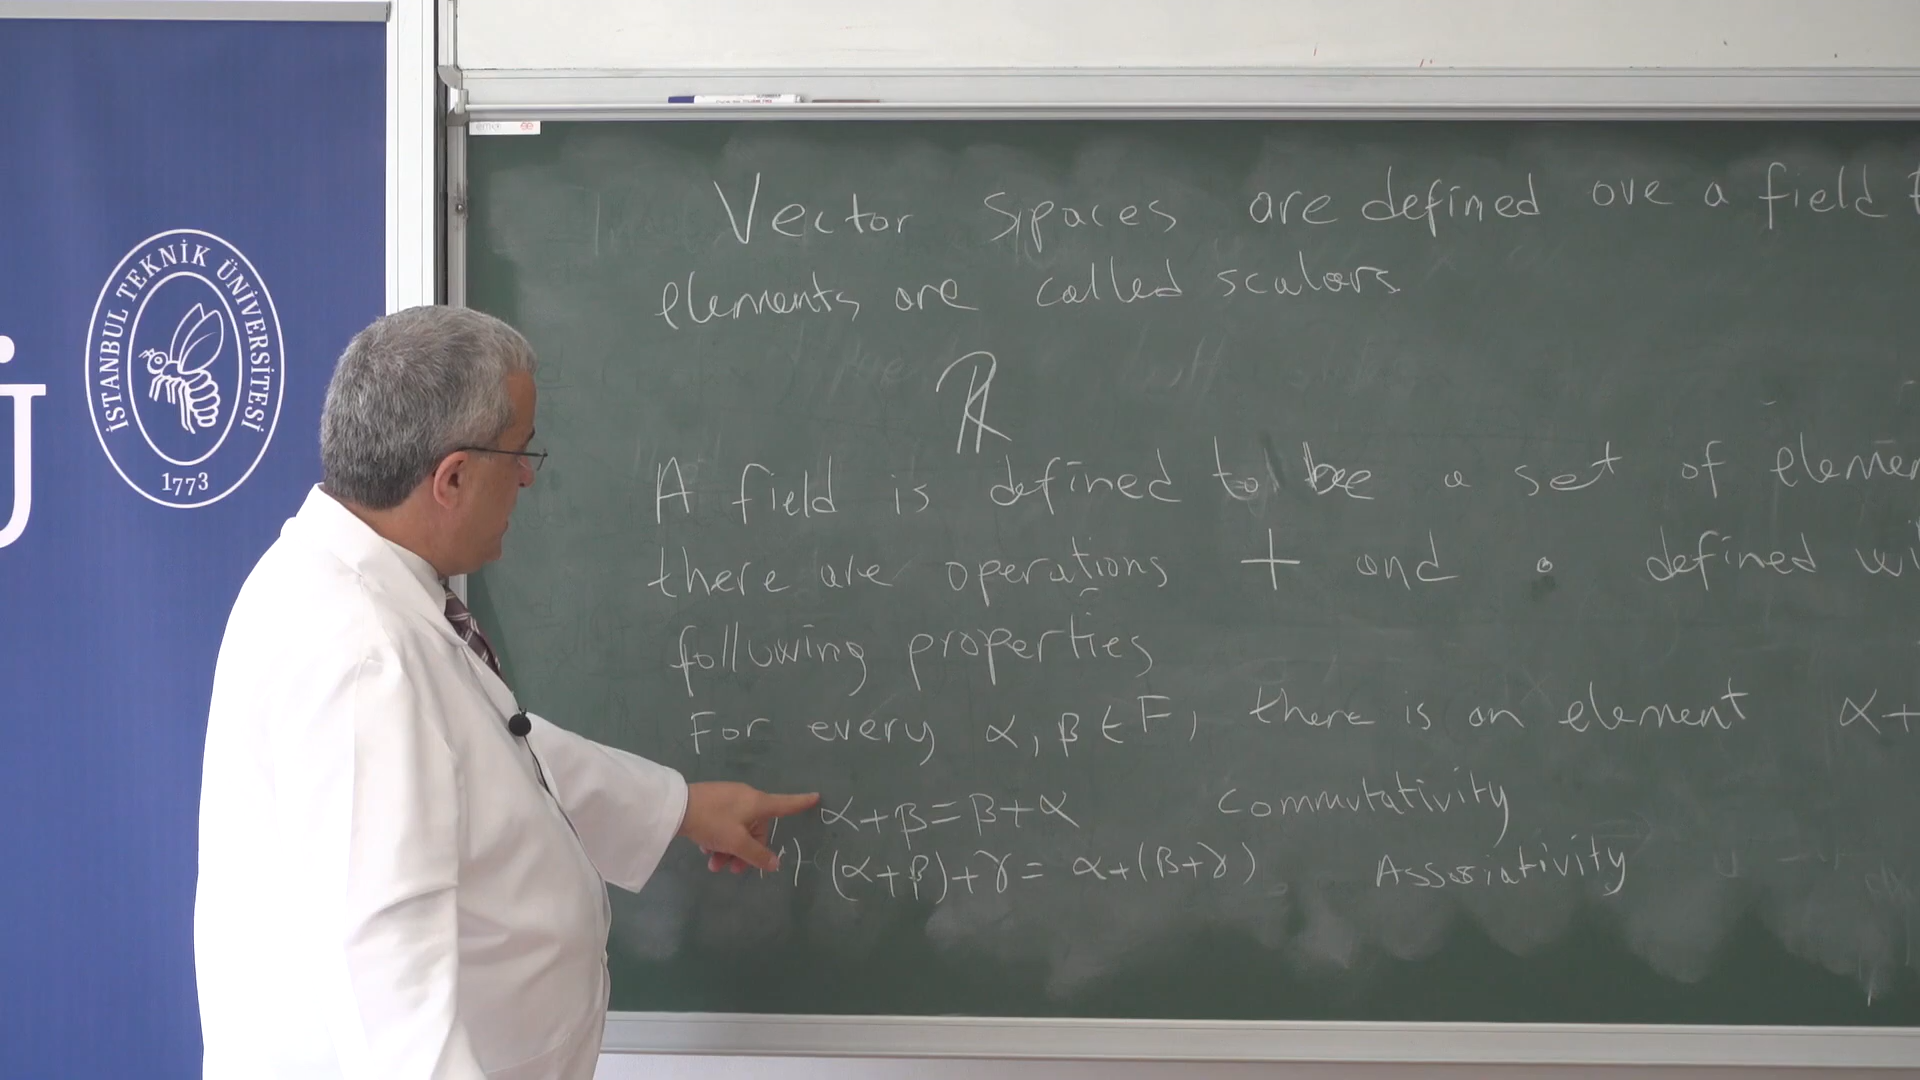 İSTANBUL TEKNİK ÜNİVERSİTESİ
1773
Vector spaces are defined ove a field
elements are called scalars
R
A field is defined to be a set of elemen
there are operations + and • defined wi
following properties
For every α, β ∈ F, there is an element α+
α+β=β+α Commutativity
(α+β)+γ= α+(β+γ) Associativity